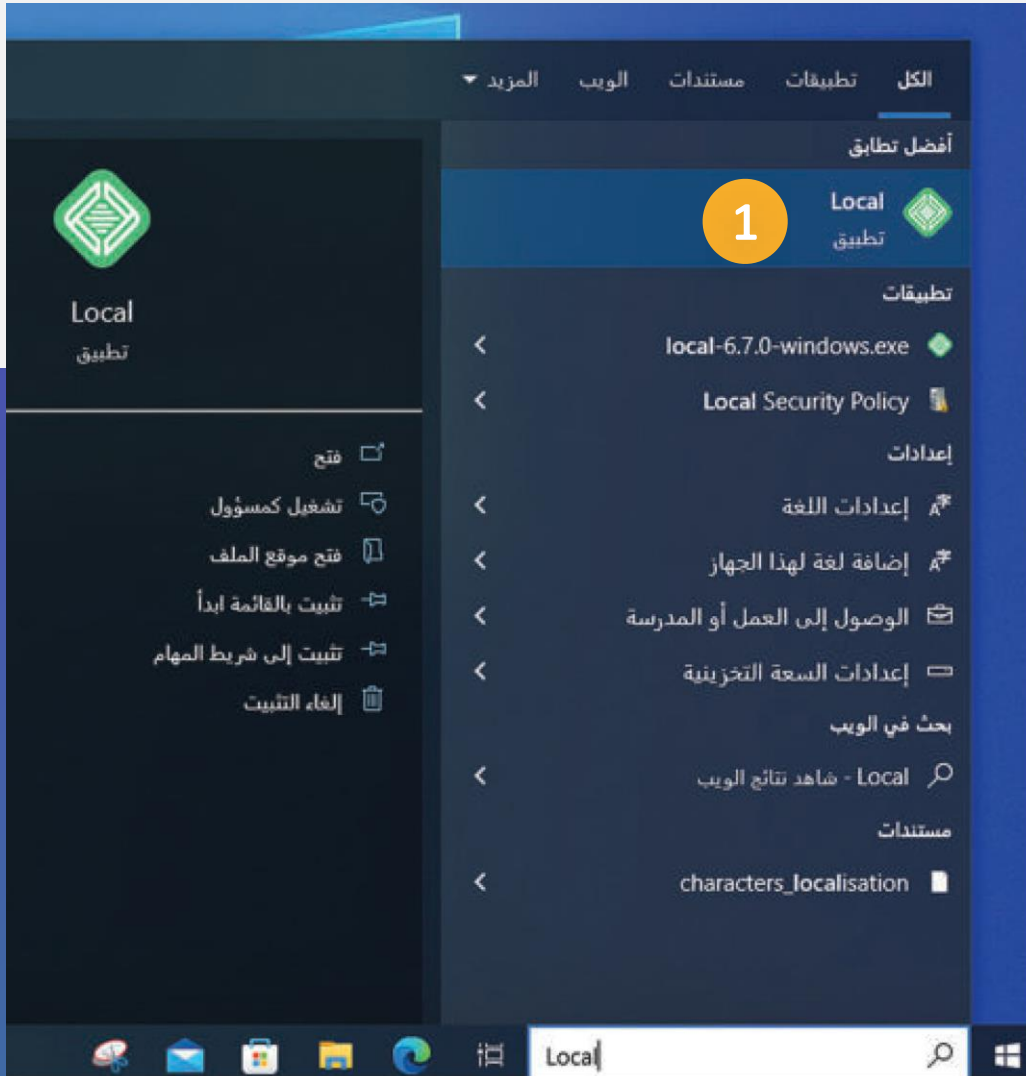 الكل تطبيقات مستندات الويب المزيد
أفضل تطابق
Local
تطبيق
1
تطبيقات
local-6.7.0-windows.exe
Local Security Policy
إعدادات
إعدادات اللغة
إضافة لغة لهذا الجهاز
الوصول إلى العمل أو المدرسة
إعدادات السعة التخزينية
بحث في الويب
Local - شاهد نتائج الويب
مستندات
characters_localisation
Local
تطبيق
فتح
تشغيل كمسؤول
فتح موقع الملف
تثبيت بالقائمة ابدأ
تثبيت إلى شريط المهام
إلغاء التثبيت
Local